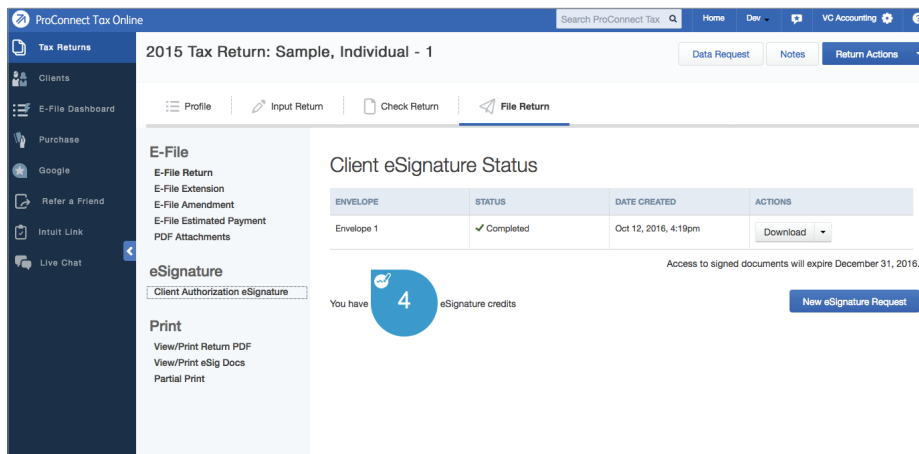 ProConnect Tax Online
Search ProConnect Tax
Home
Dev
VC Accounting
Tax Returns
Clients
E-File Dashboard
Purchase
Google
Refer a Friend
Intuit Link
Live Chat
2015 Tax Return: Sample, Individual - 1
Data Request
Notes
Return Actions
Profile
Input Return
Check Return
File Return
E-File
E-File Return
E-File Extension
E-File Amendment
E-File Estimated Payment
PDF Attachments
eSignature
Client Authorization eSignature
Print
View/Print Return PDF
View/Print eSig Docs
Partial Print
Client eSignature Status
ENVELOPE STATUS DATE CREATED ACTIONS
Envelope 1 Completed Oct 12, 2016, 4:19pm Download
Access to signed documents will expire December 31, 2016.
You have 4 eSignature credits
New eSignature Request